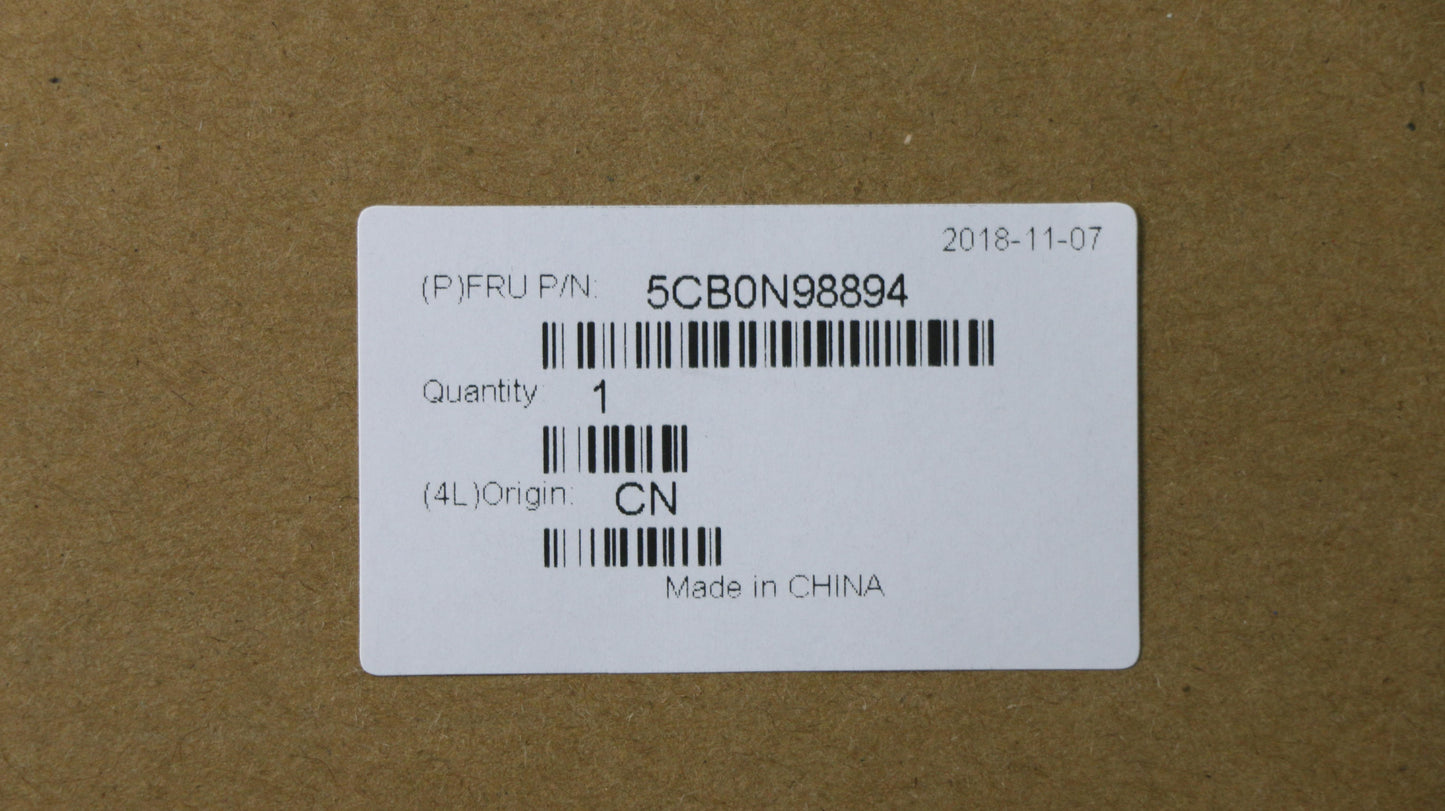 2018-11-07
(P)FRU P/N: 5CB0N98894
Quantity: 1
(4L)Origin: CN
Made in CHINA